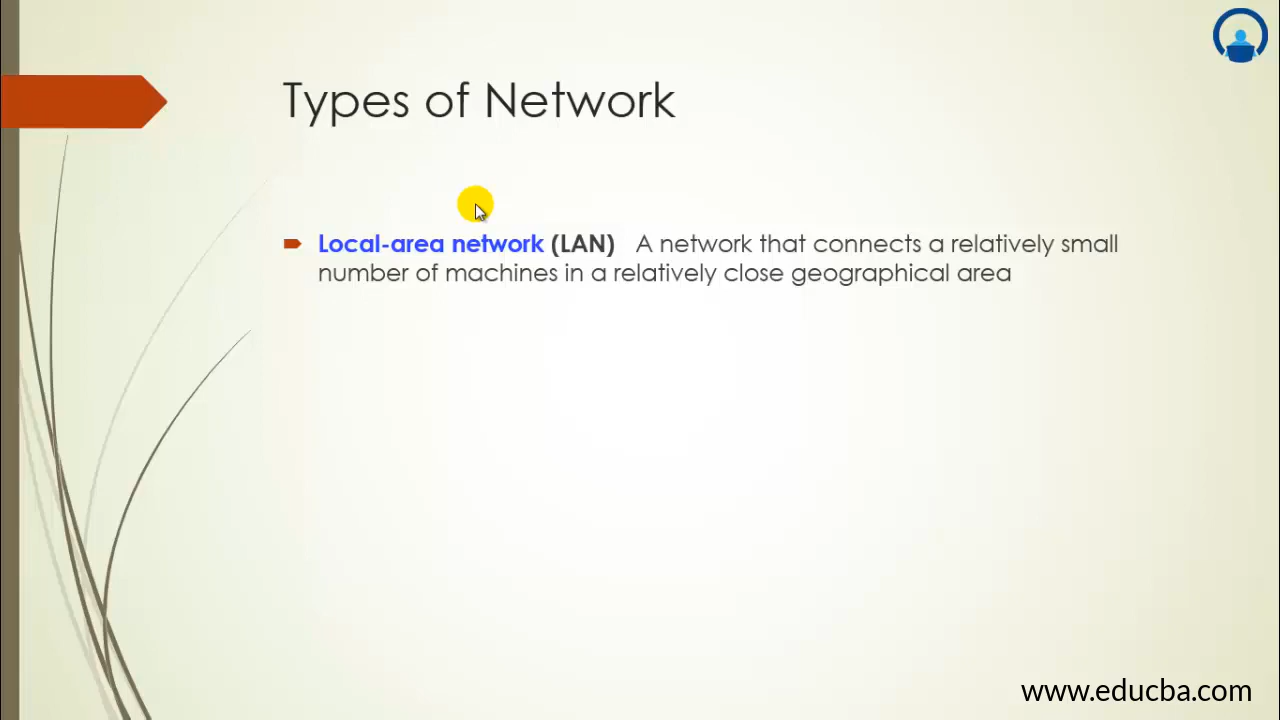 Types of Network
Local-area network (LAN) A network that connects a relatively small
number of machines in a relatively close geographical area
www.educba.com